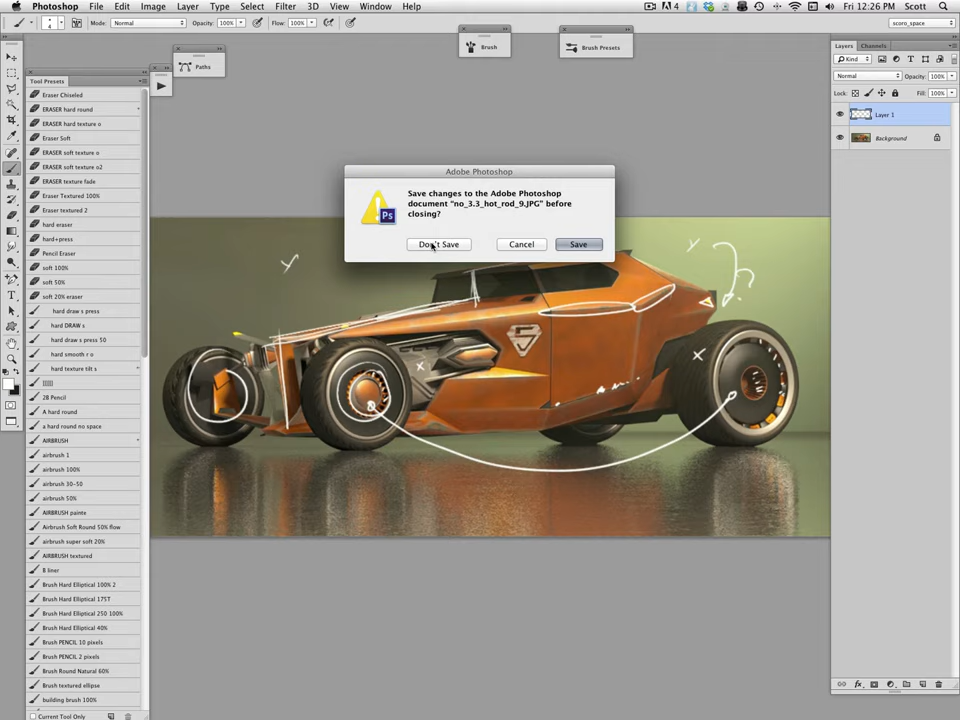 Photoshop File Edit Image Layer Type Select Filter 3D View Window Help
4 Fri 12:26 PM Scott
4 Mode: Normal Opacity: 100% Flow: 100% scoro_space
Brush
Brush Presets
Paths
Layers Channels
Kind
Normal Opacity: 100%
Lock: Fill: 100%
Layer 1
Background
Tool Presets
Eraser Chiseled
ERASER hard round
ERASER hard texture o
Eraser Soft
ERASER soft texture o
ERASER soft texture o2
ERASER texture fade
Eraser Textured 100%
Eraser textured 2
hard eraser
hard+press
Pencil Eraser
soft 100%
soft 50%
soft 20% eraser
hard draw s press
hard DRAW s
hard draw s press 50
hard smooth r o
hard texture tilt s
)))))
2B Pencil
A hard round
a hard round no space
AIRBRUSH
airbrush 1
airbrush 100%
airbrush 30-50
airbrush 50%
AIRBRUSH painte
Airbrush Soft Round 50% flow
airbrush super soft 20%
AIRBRUSH textured
B liner
Brush Hard Elliptical 100% 2
Brush Hard Elliptical 175T
Brush Hard Elliptical 250 100%
Brush Hard Elliptical 40%
Brush PENCIL 10 pixels
Brush PENCIL 2 pixels
Brush Round Natural 60%
Brush textured ellipse
building brush 100%
Current Tool Only
Adobe Photoshop
Save changes to the Adobe Photoshop
document “no_3.3_hot_rod_9.JPG” before
closing?
Ps
Don't Save Cancel Save